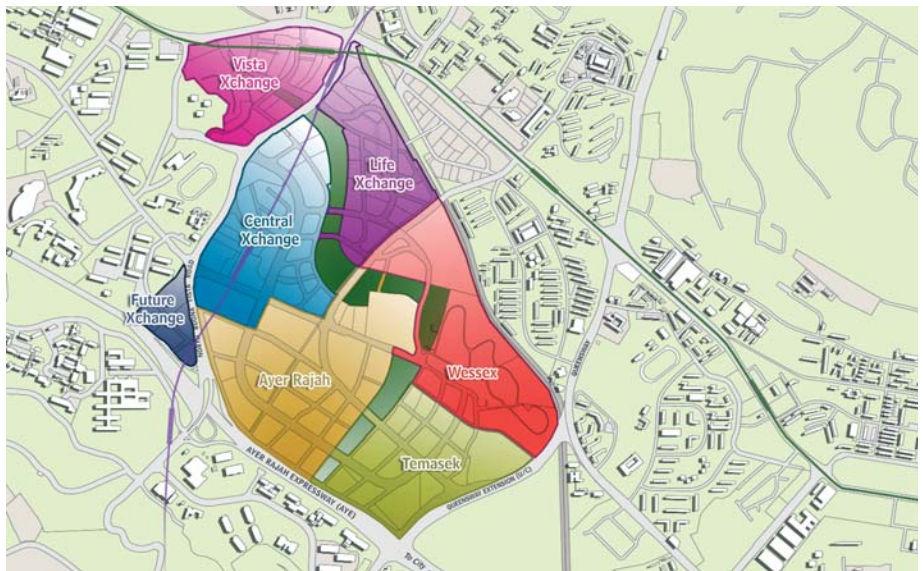 Vista
Xchange
Life
Xchange
Central
Xchange
Future
Xchange
Ayer Rajah
Wessex
Temasek
AYER RAJAH EXPRESSWAY (AYE)
QUEENSWAY EXTENSION (U/C)
QUEENSWAY
To City